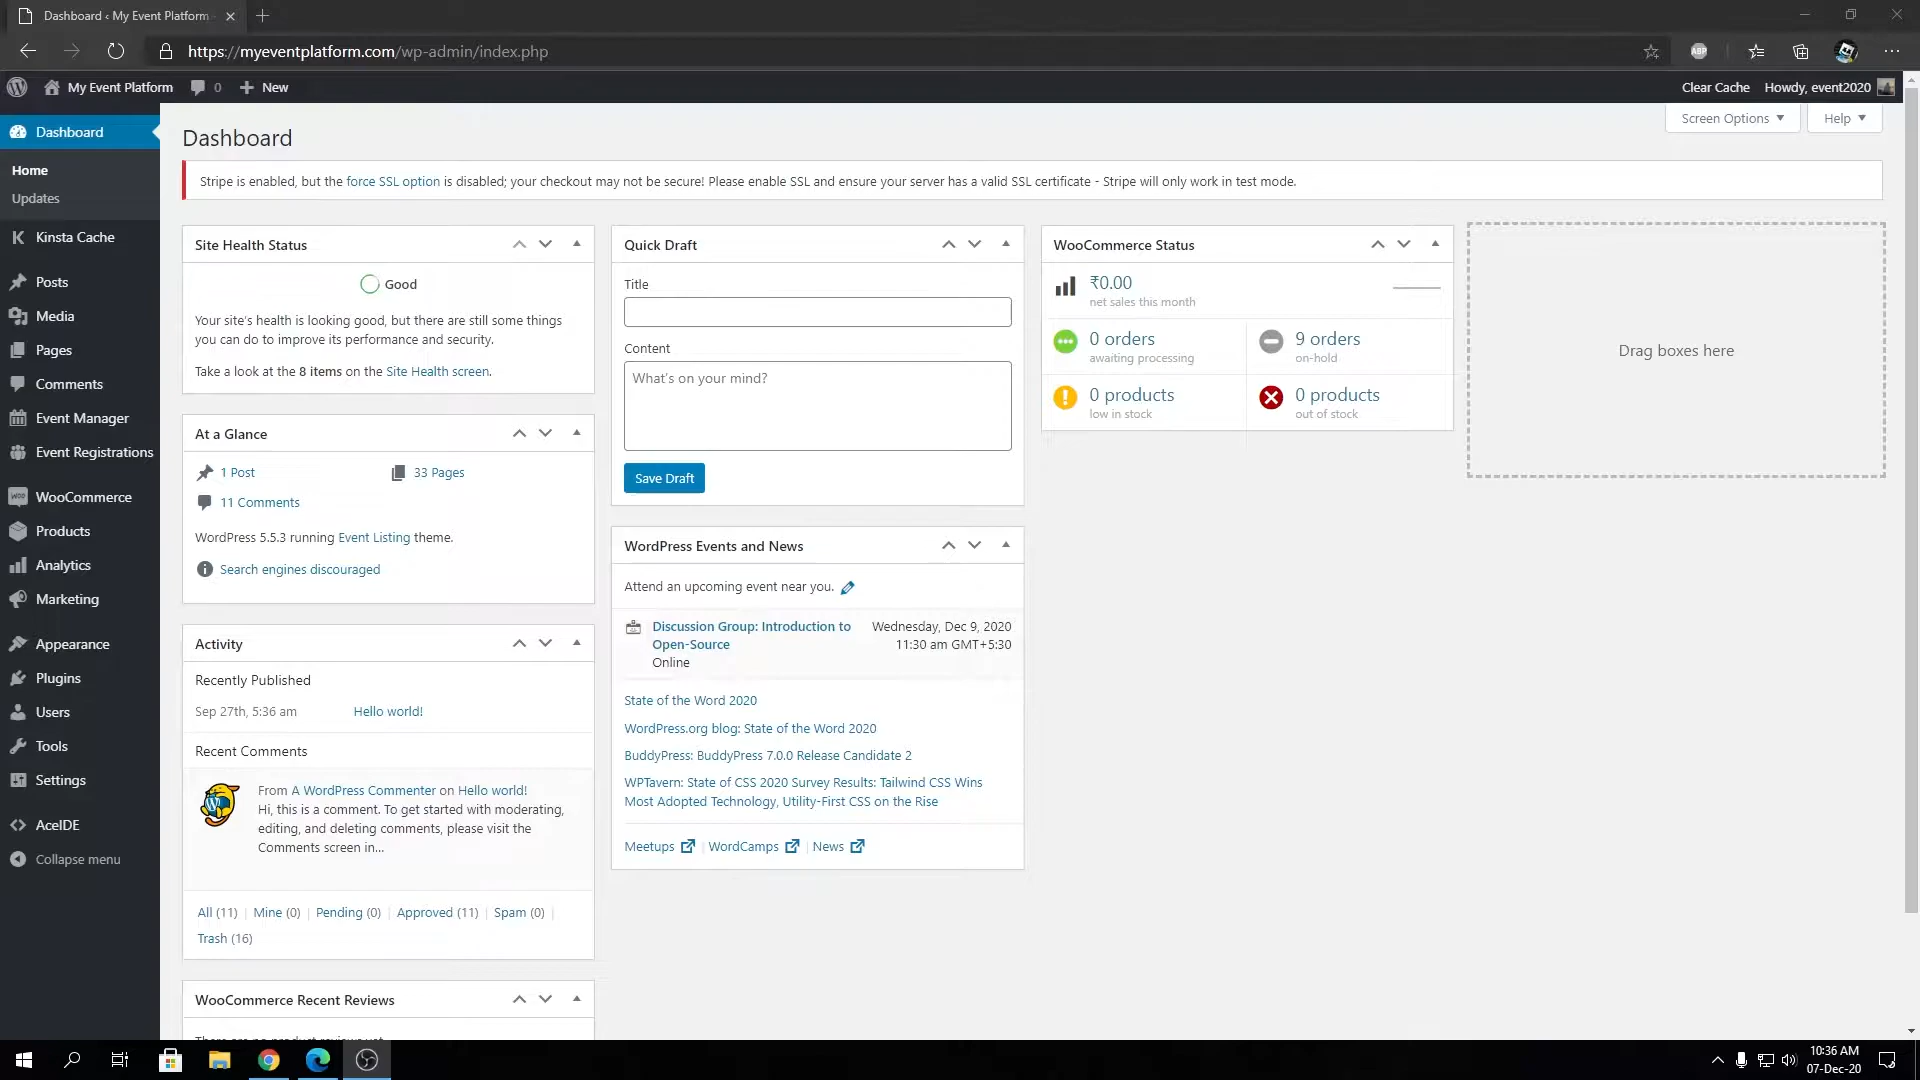 Dashboard ‹ My Event Platform
https://myeventplatform.com/wp-admin/index.php
ABP
My Event Platform
0
New
Clear Cache
Howdy, event2020
Dashboard
Home
Updates
Kinsta Cache
Posts
Media
Pages
Comments
Event Manager
Event Registrations
WooCommerce
Products
Analytics
Marketing
Appearance
Plugins
Users
Tools
Settings
AceIDE
Collapse menu
Dashboard
Screen Options
Help
Stripe is enabled, but the force SSL option is disabled; your checkout may not be secure! Please enable SSL and ensure your server has a valid SSL certificate - Stripe will only work in test mode.
Site Health Status
Good
Your site's health is looking good, but there are still some things
you can do to improve its performance and security.
Take a look at the 8 items on the Site Health screen.
At a Glance
1 Post
33 Pages
11 Comments
WordPress 5.5.3 running Event Listing theme.
Search engines discouraged
Activity
Recently Published
Sep 27th, 5:36 am
Hello world!
Recent Comments
From A WordPress Commenter on Hello world!
Hi, this is a comment. To get started with moderating,
editing, and deleting comments, please visit the
Comments screen in...
All (11) | Mine (0) | Pending (0) | Approved (11) | Spam (0) |
Trash (16)
WooCommerce Recent Reviews
Quick Draft
Title
Content
What's on your mind?
Save Draft
WordPress Events and News
Attend an upcoming event near you.
Discussion Group: Introduction to
Open-Source
Online
Wednesday, Dec 9, 2020
11:30 am GMT+5:30
State of the Word 2020
WordPress.org blog: State of the Word 2020
BuddyPress: BuddyPress 7.0.0 Release Candidate 2
WPTavern: State of CSS 2020 Survey Results: Tailwind CSS Wins
Most Adopted Technology, Utility-First CSS on the Rise
Meetups | WordCamps | News
WooCommerce Status
₹0.00
net sales this month
0 orders
awaiting processing
9 orders
on-hold
0 products
low in stock
0 products
out of stock
Drag boxes here
10:36 AM
07-Dec-20